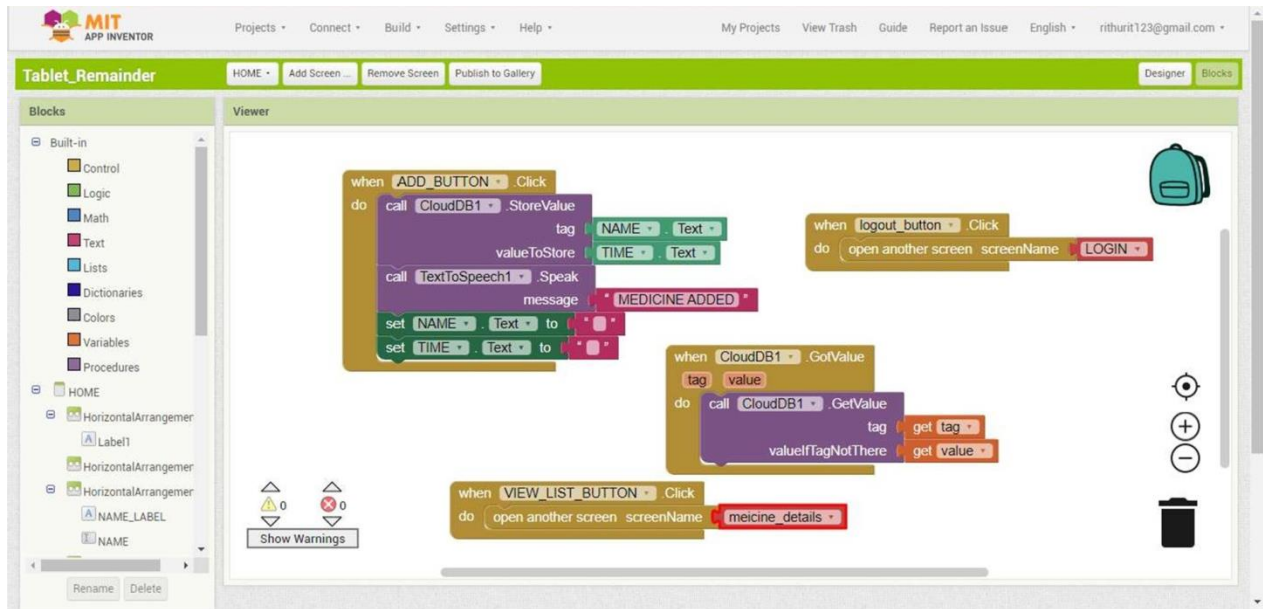 MIT
APP INVENTOR
Projects Connect Build Settings Help My Projects View Trash Guide Report an Issue English rithurit123@gmail.com
Tablet_Remainder HOME Add Screen ... Remove Screen Publish to Gallery Designer Blocks
Blocks
Built-in
Control
Logic
Math
Text
Lists
Dictionaries
Colors
Variables
Procedures
HOME
HorizontalArrangemer
Label1
HorizontalArrangemer
HorizontalArrangemer
NAME_LABEL
NAME
Rename Delete
Viewer
when ADD_BUTTON .Click
do call CloudDB1 .StoreValue
tag NAME . Text
valueToStore TIME . Text
call TextToSpeech1 .Speak
message " MEDICINE ADDED "
set NAME . Text to " "
set TIME . Text to " "
when logout_button .Click
do open another screen screenName LOGIN
when CloudDB1 .GotValue
tag value
do call CloudDB1 .GetValue
tag get tag
valueIfTagNotThere get value
when VIEW_LIST_BUTTON .Click
do open another screen screenName meicine_details
0 0
Show Warnings